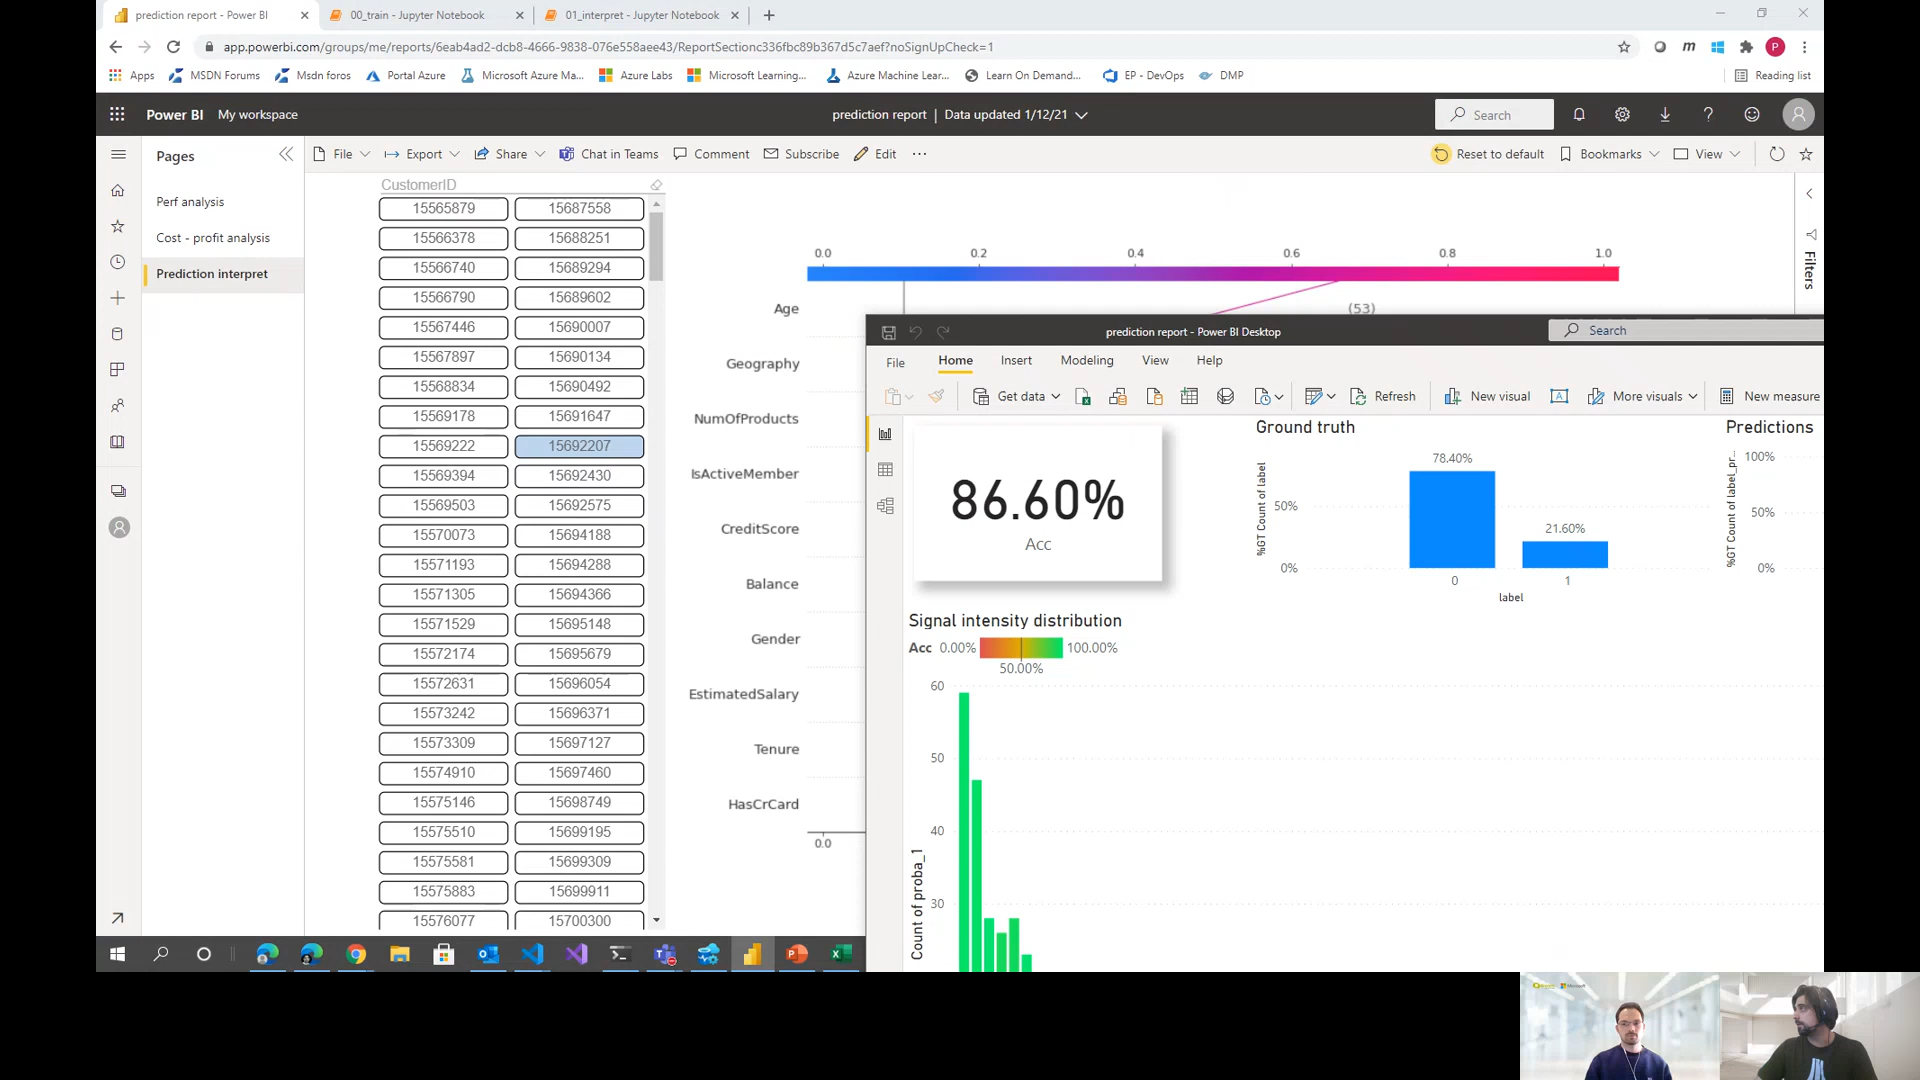 prediction report - Power BI
00_train - Jupyter Notebook
01_interpret - Jupyter Notebook
app.powerbi.com/groups/me/reports/6eab4ad2-dcb8-4666-9838-076e558aee43/ReportSectionc336fbc89b367d5c7aef?noSignUpCheck=1
Apps
MSDN Forums
Msdn foros
Portal Azure
Microsoft Azure Ma...
Azure Labs
Microsoft Learning...
Azure Machine Lear...
Learn On Demand...
EP - DevOps
DMP
Reading list
Power BI
My workspace
prediction report | Data updated 1/12/21
Search
Pages
Perf analysis
Cost - profit analysis
Prediction interpret
File
Export
Share
Chat in Teams
Comment
Subscribe
Edit
Reset to default
Bookmarks
View
CustomerID
15565879 15687558
15566378 15688251
15566740 15689294
15566790 15689602
15567446 15690007
15567897 15690134
15568834 15690492
15569178 15691647
15569222 15692207
15569394 15692430
15569503 15692575
15570073 15694188
15571193 15694288
15571305 15694366
15571529 15695148
15572174 15695679
15572631 15696054
15573242 15696371
15573309 15697127
15574910 15697460
15575146 15698749
15575510 15699195
15575581 15699309
15575883 15699911
15576077 15700300
0.0 0.2 0.4 0.6 0.8 1.0
Age
(53)
Geography
NumOfProducts
IsActiveMember
CreditScore
Balance
Gender
EstimatedSalary
Tenure
HasCrCard
0.0
Filters
prediction report - Power BI Desktop
Search
File
Home
Insert
Modeling
View
Help
Get data
Refresh
New visual
More visuals
New measure
86.60%
Acc
Ground truth
%GT Count of label
50%
0%
78.40%
21.60%
0
1
label
Predictions
%GT Count of label_pr...
100%
50%
0%
Signal intensity distribution
Acc 0.00% 100.00%
50.00%
60
50
40
30
Count of proba_1